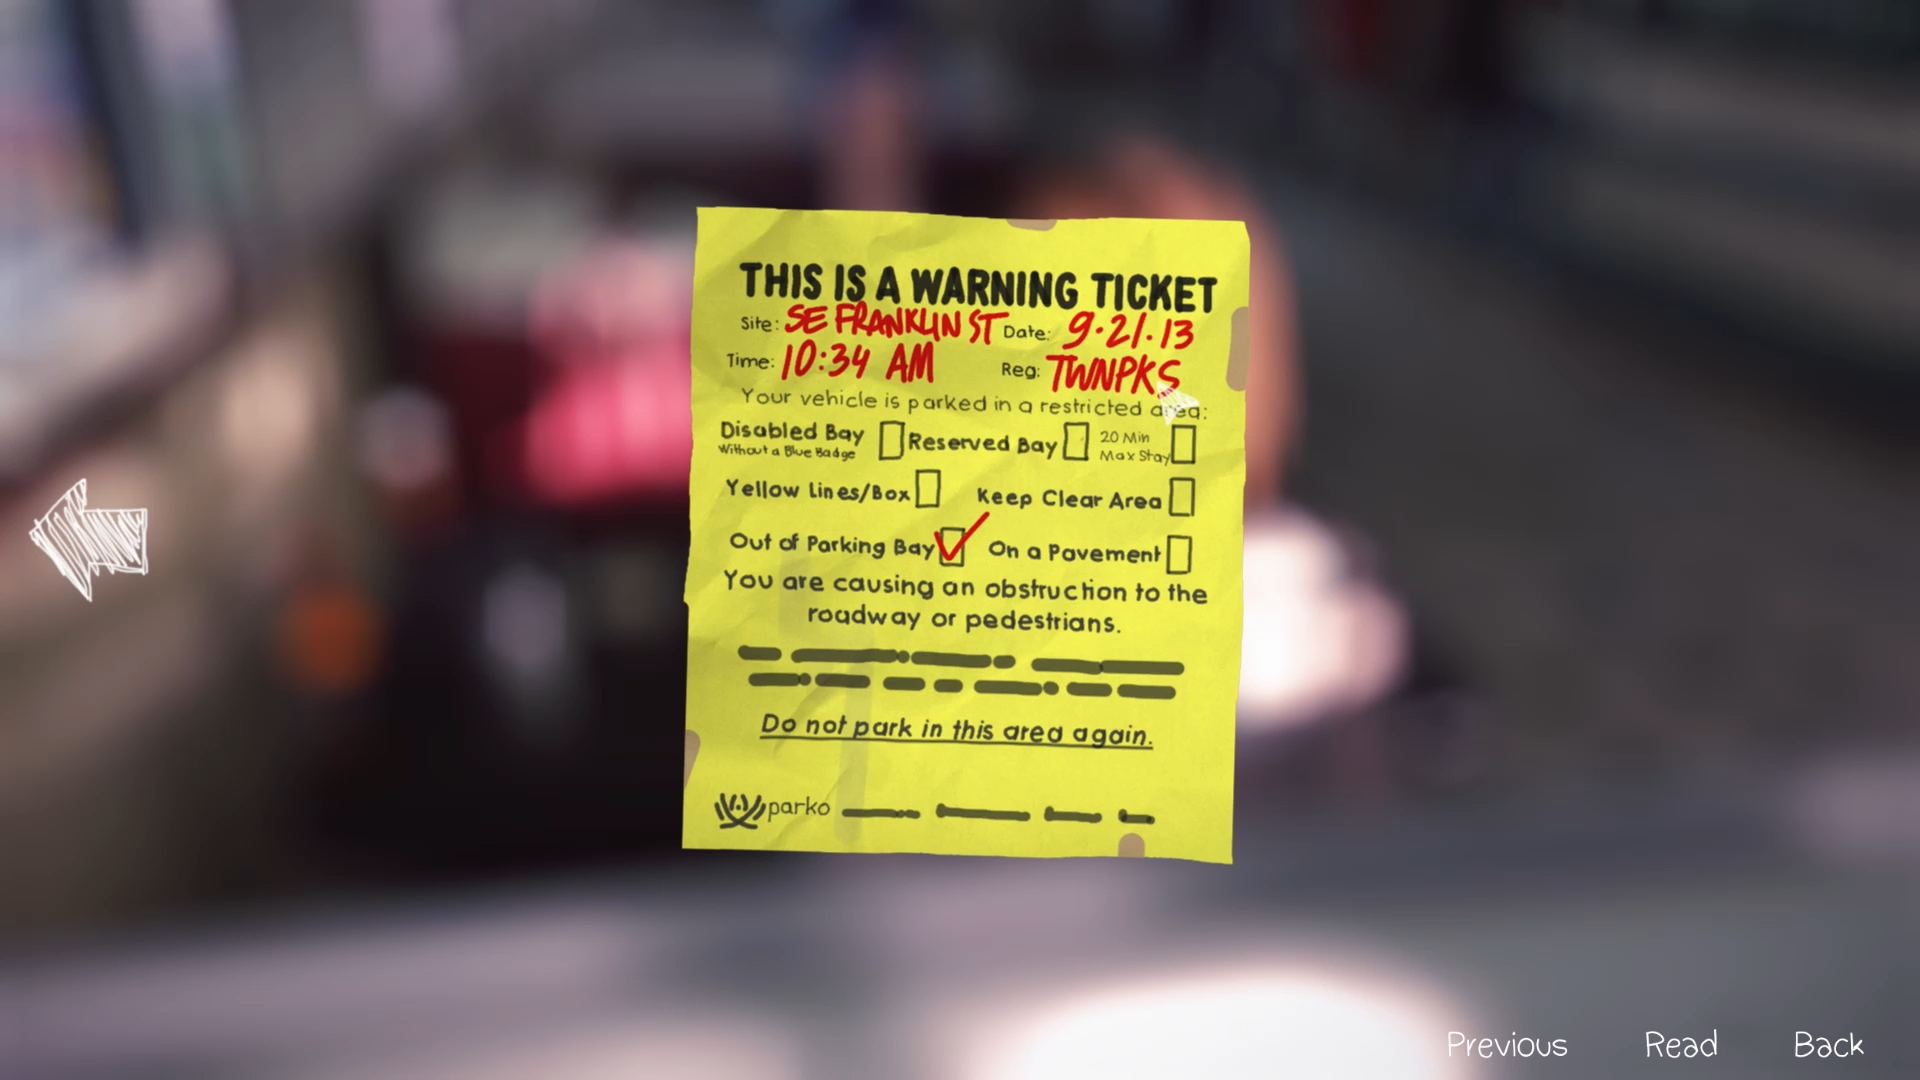 THIS IS A WARNING TICKET
Site: SE FRANKLIN ST Date: 9.21.13
Time: 10:34 AM Reg: TWNPKS
Your vehicle is parked in a restricted area:
Disabled Bay Reserved Bay 20 Min
Without a Blue Badge Max Stay
Yellow Lines/Box Keep Clear Area
Out of Parking Bay On a Pavement
You are causing an obstruction to the
roadway or pedestrians.
Do not park in this area again.
parko
Previous Read Back